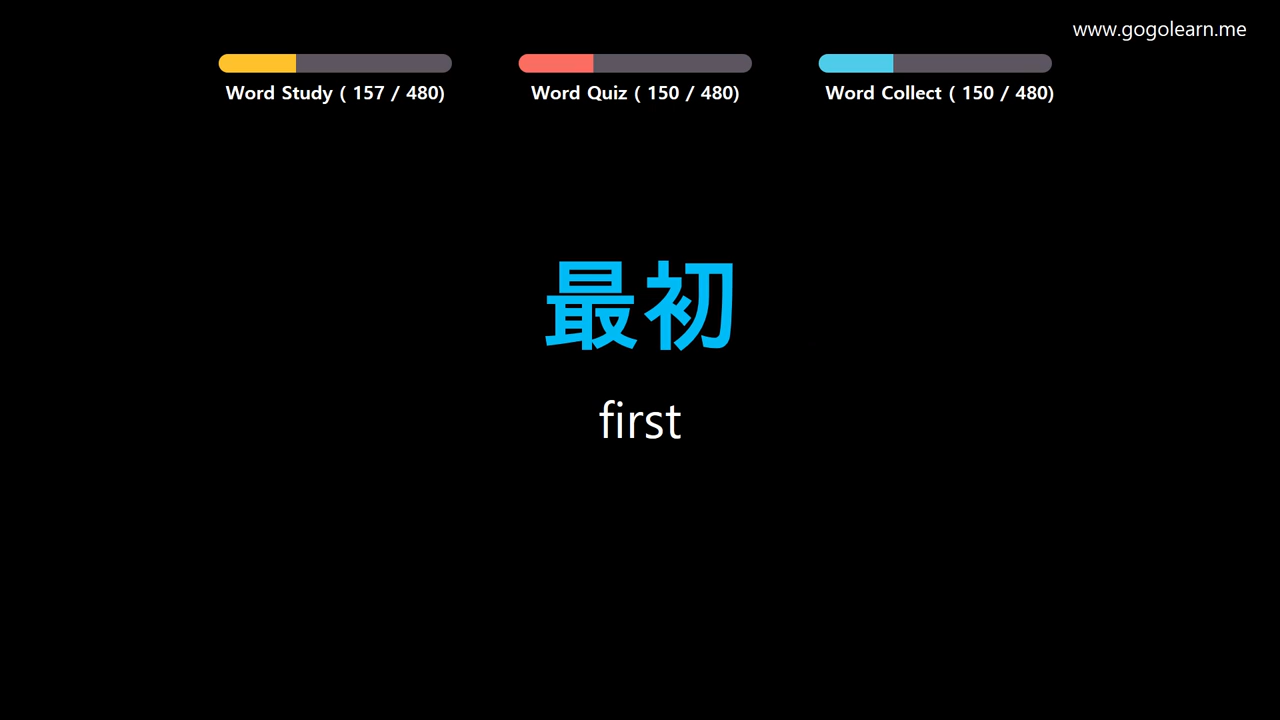 www.gogolearn.me
Word Study ( 157 / 480)
Word Quiz ( 150 / 480)
Word Collect ( 150 / 480)
最初
first